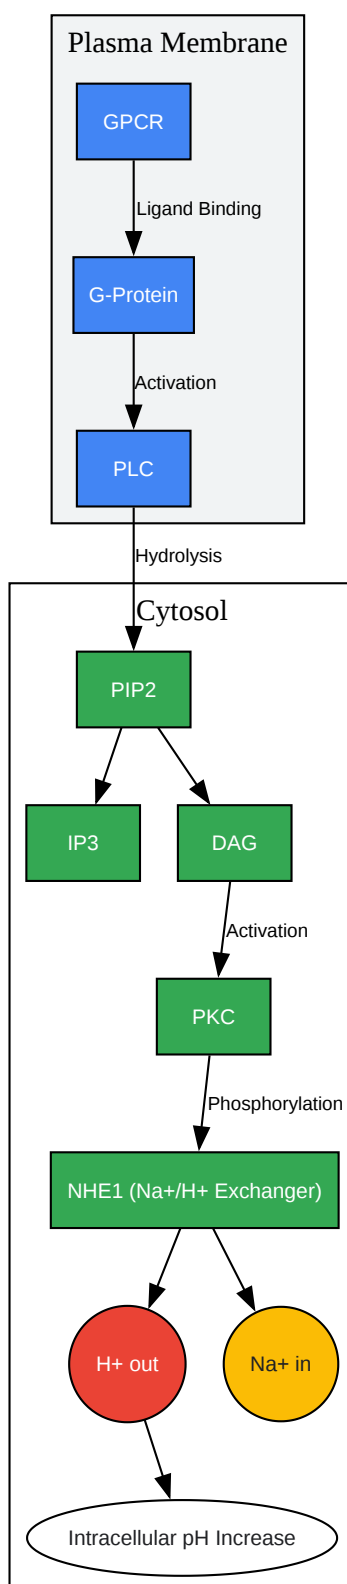 Plasma Membrane
GPCR
Ligand Binding
G-Protein
Activation
PLC
Hydrolysis
Cytosol
PIP2
IP3
DAG
Activation
PKC
Phosphorylation
NHE1 (Na+/H+ Exchanger)
H+ out
Na+ in
Intracellular pH Increase